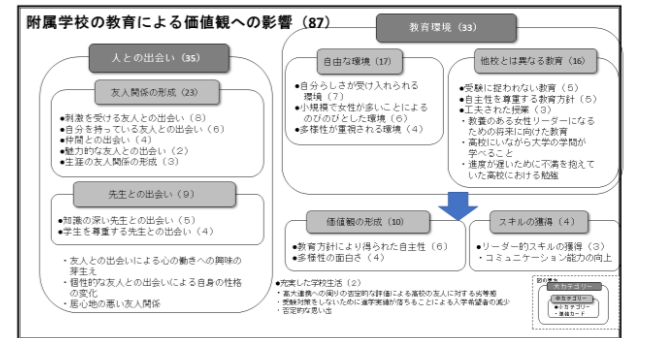 附属学校の教育による価値観への影響（87）
人との出会い（35）
友人関係の形成（23）
●刺激を受ける友人との出会い（8）
●自分を持っている友人との出会い（6）
●仲間との出会い（4）
●魅力的な友人との出会い（2）
●生涯の友人関係の形成（3）
先生との出会い（9）
●知識の深い先生との出会い（5）
●学生を尊重する先生との出会い（4）
・友人との出会いによる心の働きへの興味の
芽生え
・個性的な友人との出会いによる自身の性格
の変化
・居心地の悪い友人関係
教育環境（33）
自由な環境（17）
●自分らしさが受け入れられる
環境（7）
●小規模で女性が多いことによる
のびのびとした環境（6）
●多様性が重視される環境（4）
他校とは異なる教育（16）
●受験に捉われない教育（5）
●自主性を尊重する教育方針（5）
●工夫された授業（3）
・教養のある女性リーダーになる
ための将来に向けた教育
・高校にいながら大学の学問が
学べること
・進度が遅いために不満を抱えて
いた高校における勉強
価値観の形成（10）
●教育方針により得られた自主性（6）
●多様性の面白さ（4）
スキルの獲得（4）
●リーダー的スキルの獲得（3）
・コミュニケーション能力の向上
●充実した学校生活（2）
・高大連携への周りの否定的な評価による高校の友人に対する劣等感
・受験対策をしないために進学実績が落ちることによる入学希望者の減少
・否定的な思い出
大カテゴリー
中カテゴリー
●小カテゴリー